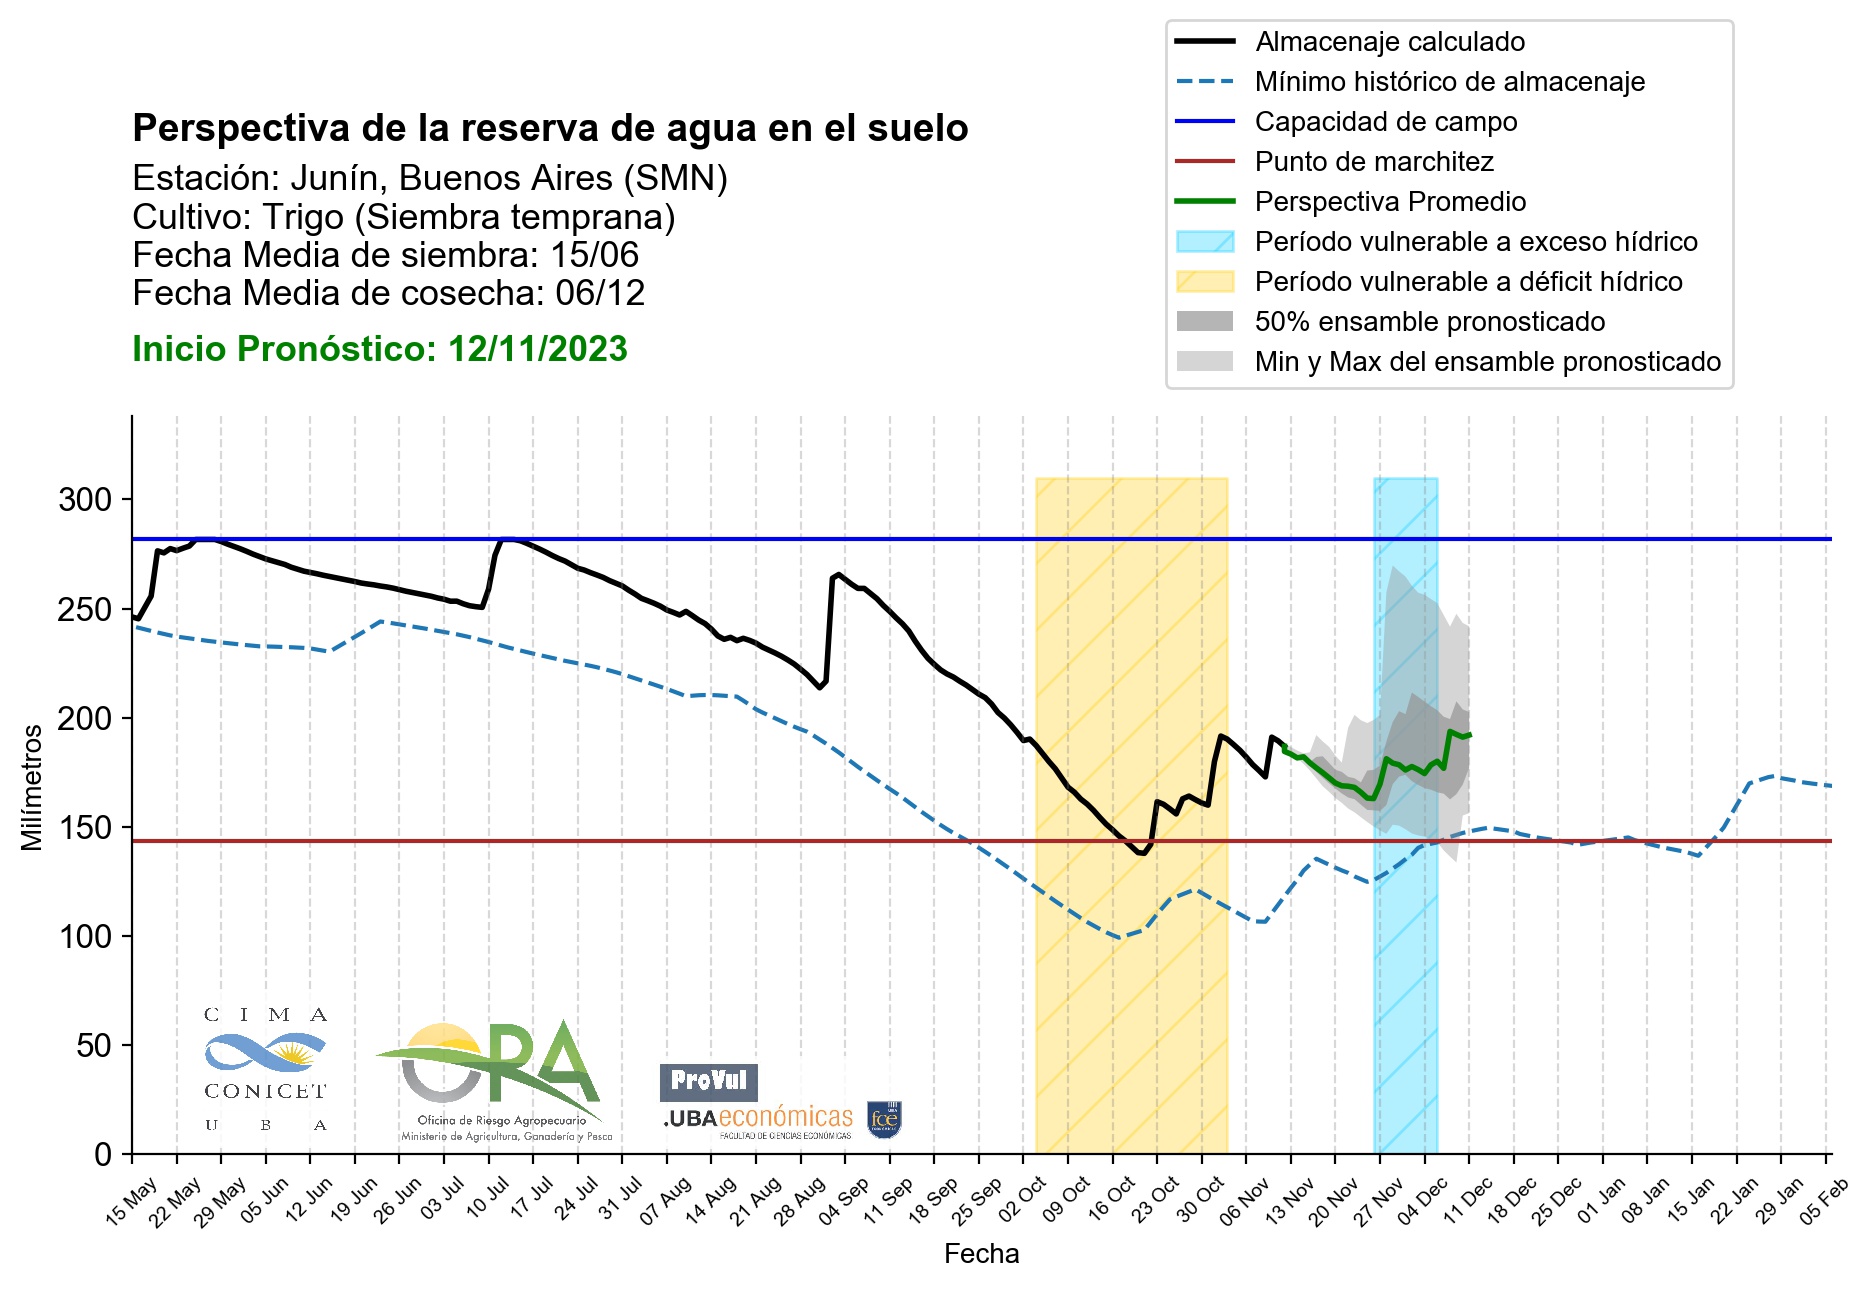 Almacenaje calculado
Mínimo histórico de almacenaje
Capacidad de campo
Punto de marchitez
Perspectiva Promedio
Período vulnerable a exceso hídrico
Período vulnerable a déficit hídrico
50% ensamble pronosticado
Min y Max del ensamble pronosticado
Perspectiva de la reserva de agua en el suelo
Estación: Junín, Buenos Aires (SMN)
Cultivo: Trigo (Siembra temprana)
Fecha Media de siembra: 15/06
Fecha Media de cosecha: 06/12
Inicio Pronóstico: 12/11/2023
Milímetros
300
250
200
150
100
50
0
CIMA
CONICET
UBA
ORA
Oficina de Riesgo Agropecuario
Ministerio de Agricultura, Ganadería y Pesca
ProVul
.UBAeconómicas
FACULTAD DE CIENCIAS ECONÓMICAS
fce
15 May
22 May
29 May
05 Jun
12 Jun
19 Jun
26 Jun
03 Jul
10 Jul
17 Jul
24 Jul
31 Jul
07 Aug
14 Aug
21 Aug
28 Aug
04 Sep
11 Sep
18 Sep
25 Sep
02 Oct
09 Oct
16 Oct
23 Oct
30 Oct
06 Nov
13 Nov
20 Nov
27 Nov
04 Dec
11 Dec
18 Dec
25 Dec
01 Jan
08 Jan
15 Jan
22 Jan
29 Jan
05 Feb
Fecha